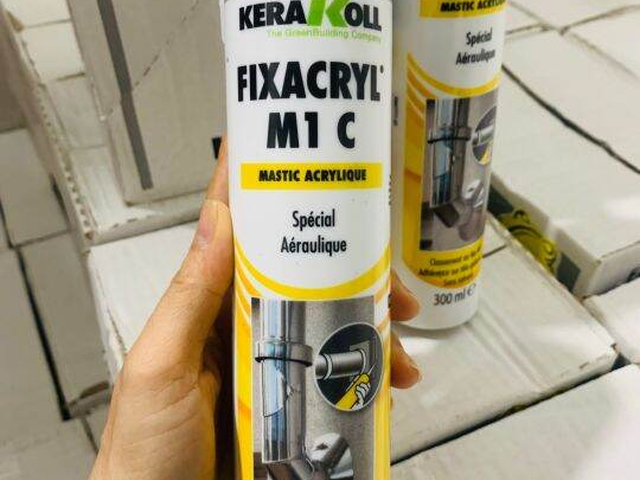 KERAKOLL
The GreenBuilding Company
FIXACRYL®
M1 C
MASTIC ACRYLIQUE
Spécial
Aéraulique
MASTIC ACRYLIQUE
Spécial
Aéraulique
300 ml e